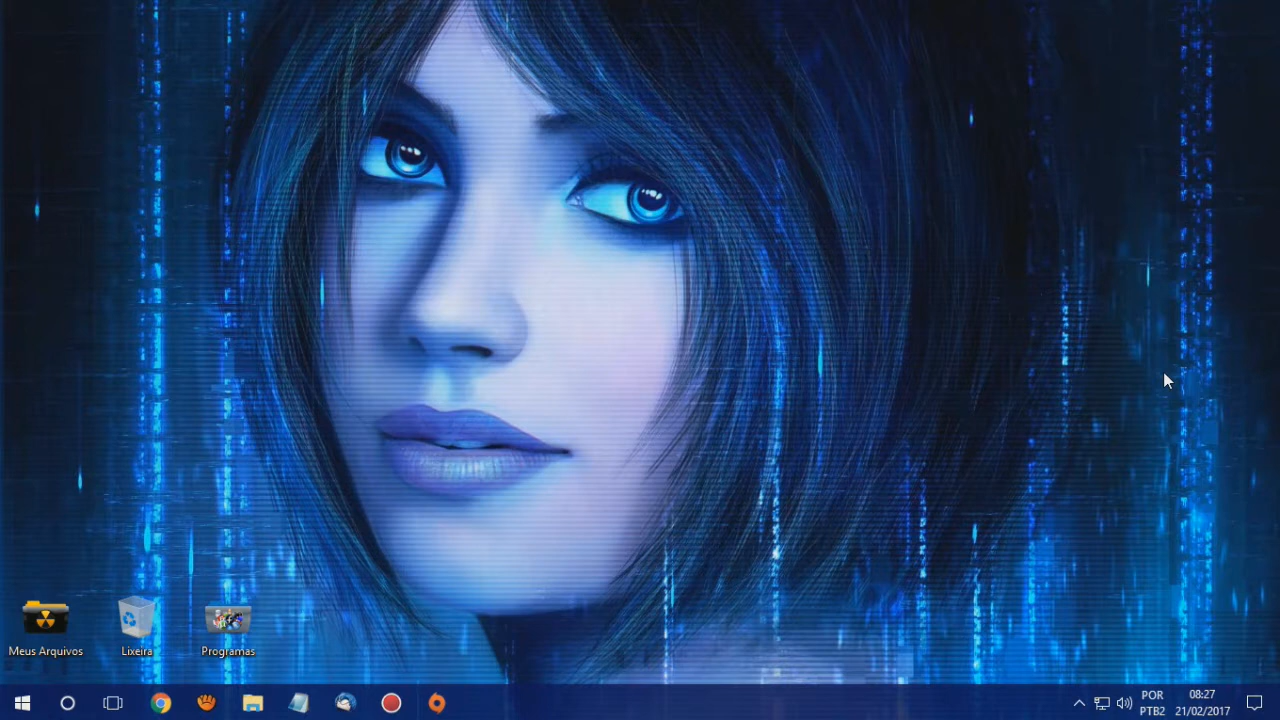 Meus Arquivos
Lixeira
Programas
POR
PTB2
08:27
21/02/2017